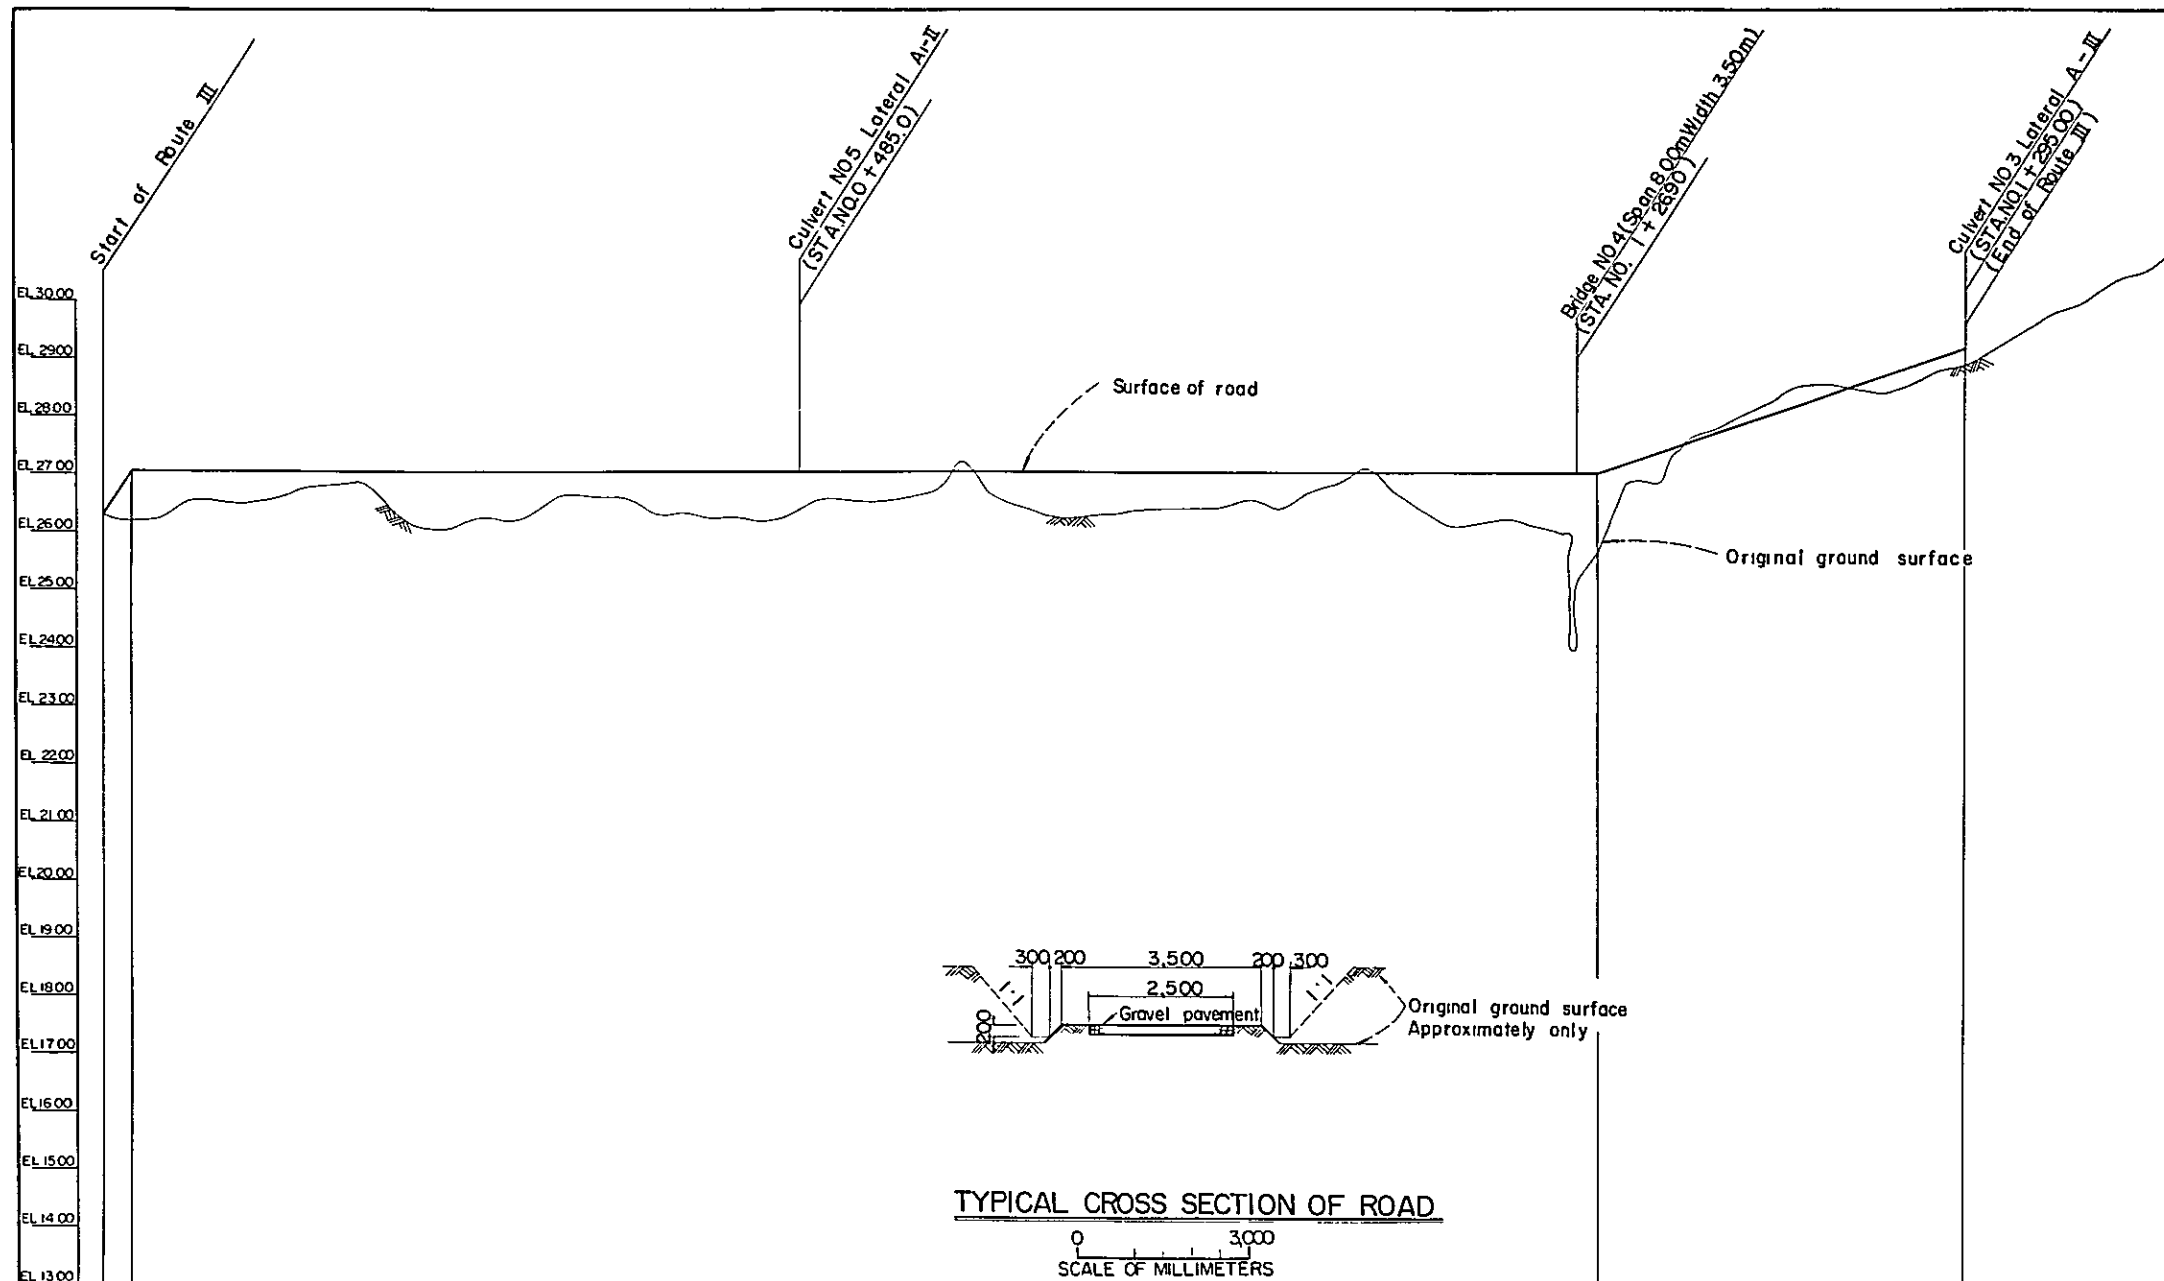 Start of Route III
Culvert NO5 Lateral A1-II
(STA.NO.0+485.0)
Bridge NO4(Span8.00mWidth3.50m)
(STA. NO. 1+26.90)
Culvert NO3 Lateral A-III
(STA.NO.1+295.00)
(End of Route III)
EL.30.00
EL.29.00
EL.28.00
EL.27.00
EL.26.00
EL.25.00
EL.24.00
EL.23.00
EL.22.00
EL.21.00
EL.20.00
EL.19.00
EL.18.00
EL.17.00
EL.16.00
EL.15.00
EL.14.00
EL.13.00
Surface of road
Original ground surface
300 200 3,500 200 300
2,500
1:1
1:1
Gravel pavement
200
Original ground surface
Approximately only
TYPICAL CROSS SECTION OF ROAD
0 3,000
SCALE OF MILLIMETERS